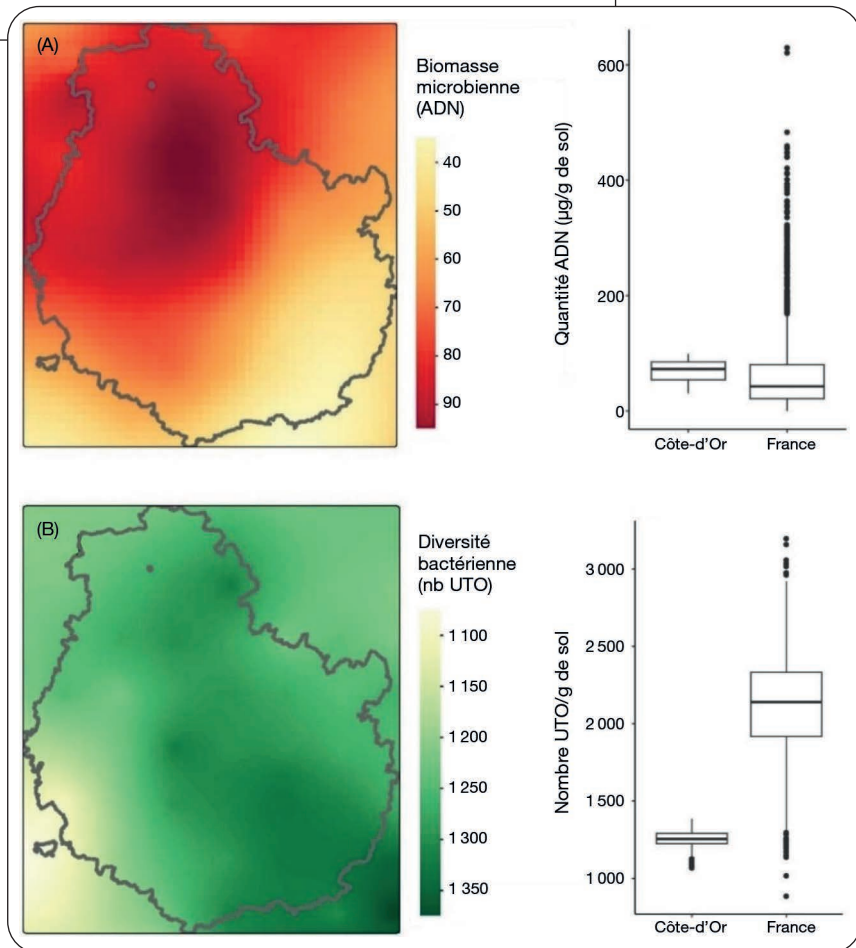 (A)
Biomasse
microbienne
(ADN)
40
50
60
70
80
90
Quantité ADN (µg/g de sol)
600
400
200
0
Côte-d'Or
France
(B)
Diversité
bactérienne
(nb UTO)
1 100
1 150
1 200
1 250
1 300
1 350
Nombre UTO/g de sol
3 000
2 500
2 000
1 500
1 000
Côte-d'Or
France